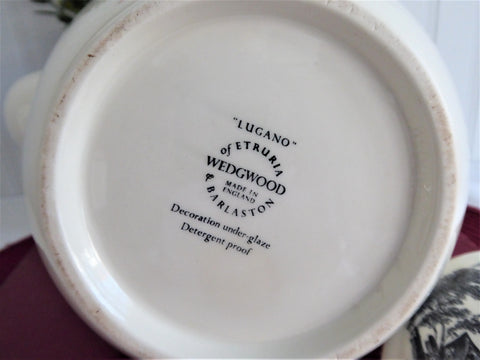 "LUGANO"
of ETRURIA
WEDGWOOD
MADE IN
ENGLAND
& BARLASTON
Decoration under-glaze
Detergent proof